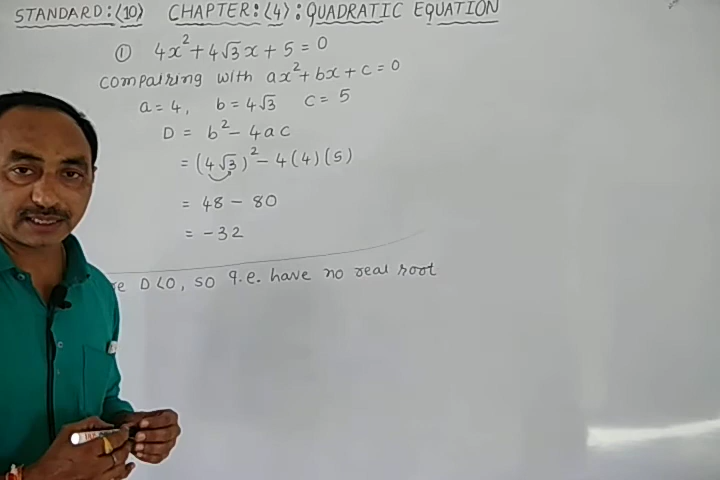 STANDARD:⟨10⟩ CHAPTER:⟨4⟩: QUADRATIC EQUATION
① 4x² + 4√3x + 5 = 0
compairing with ax² + bx + c = 0
a = 4, b = 4√3 c = 5
D = b² - 4ac
= (4√3)² - 4(4)(5)
= 48 - 80
= -32
D<0, so q.e. have no real root